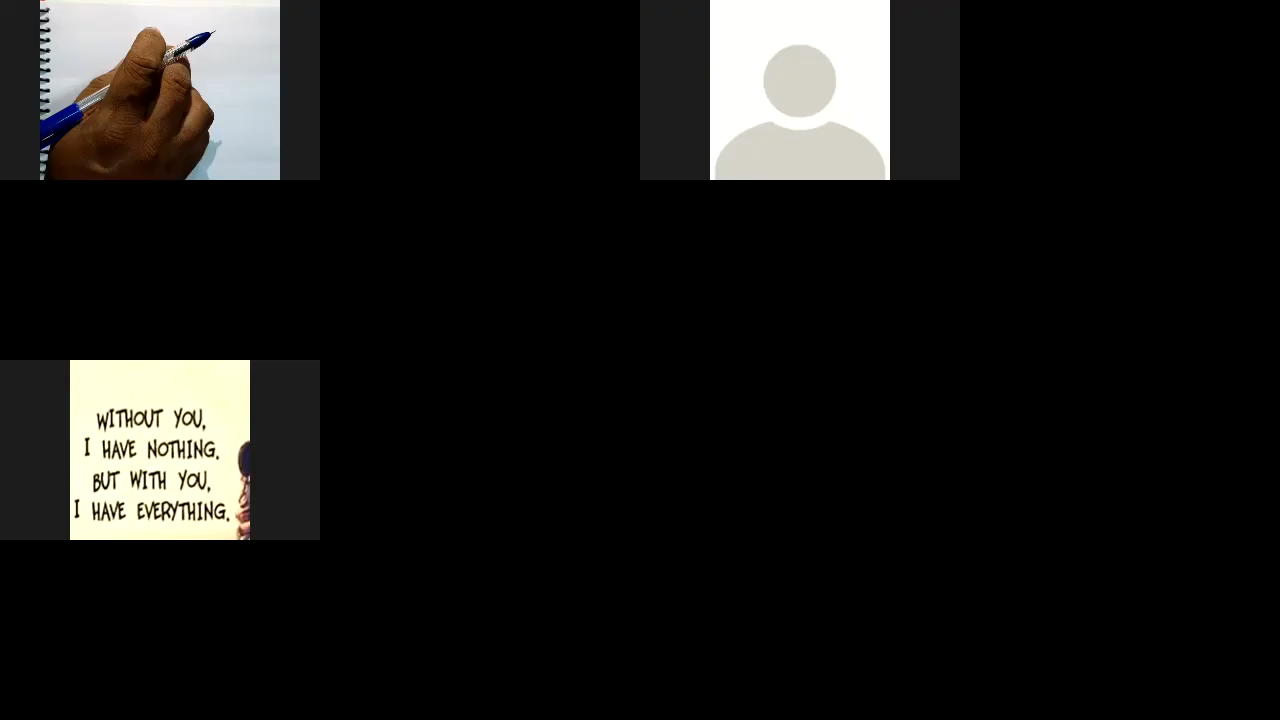 WITHOUT YOU,
I HAVE NOTHING.
BUT WITH YOU,
I HAVE EVERYTHING.